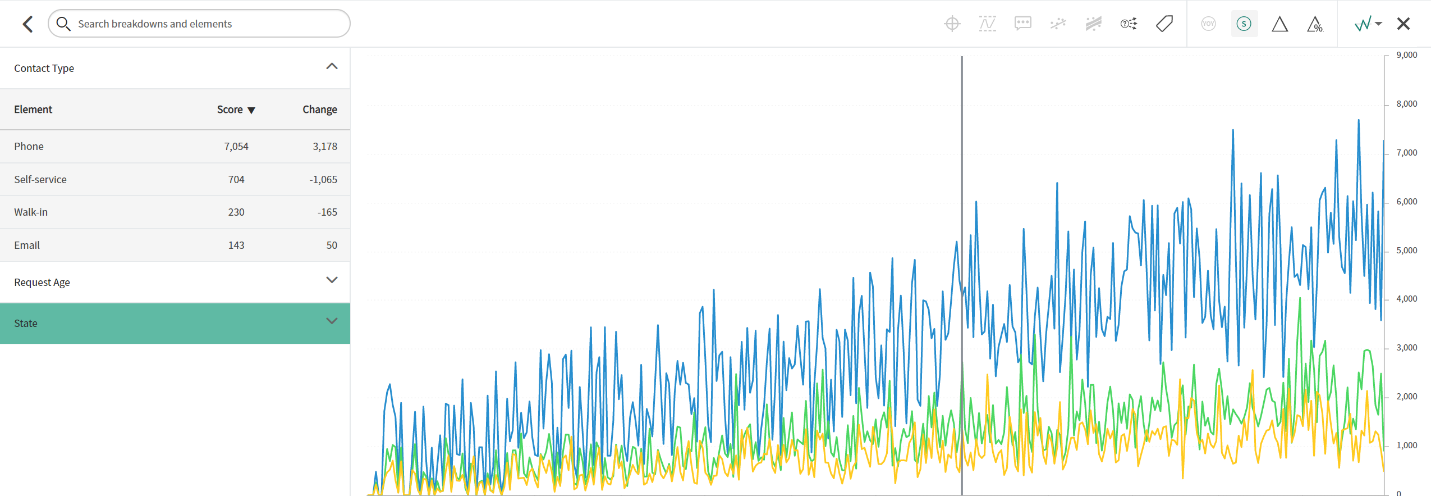 Search breakdowns and elements
YOY
S
%
Contact Type
Element Score ▼ Change
Phone 7,054 3,178
Self-service 704 -1,065
Walk-in 230 -165
Email 143 50
Request Age
State
9,000
8,000
7,000
6,000
5,000
4,000
3,000
2,000
1,000
0